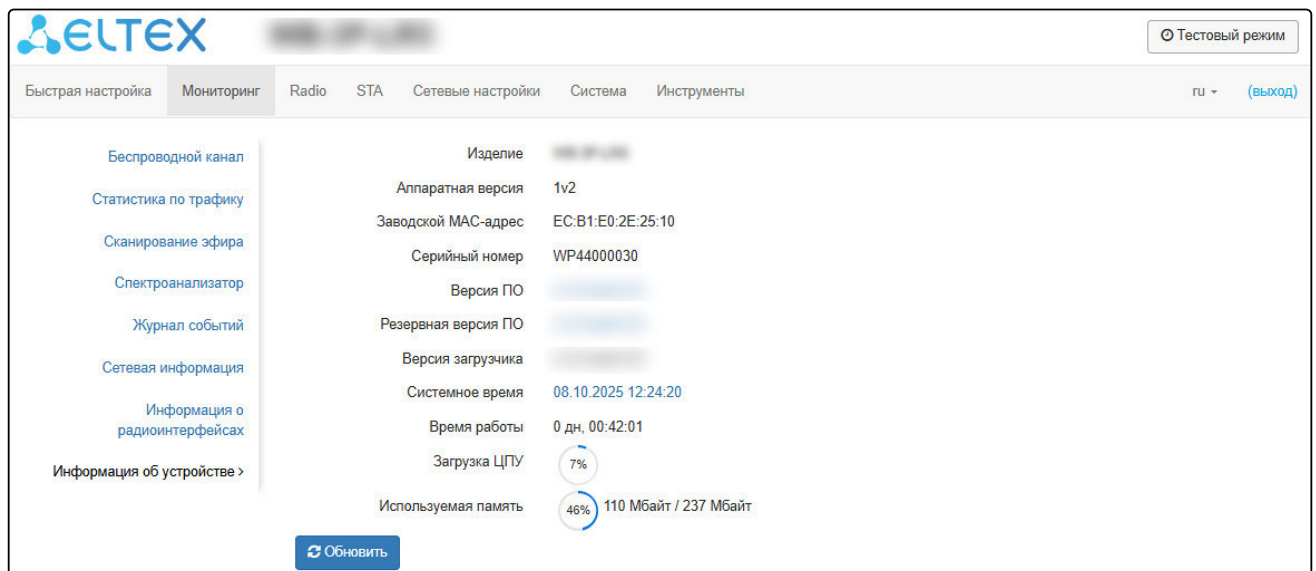 ELTEX
Тестовый режим
Быстрая настройка Мониторинг Radio STA Сетевые настройки Система Инструменты ru (выход)
Беспроводной канал
Статистика по трафику
Сканирование эфира
Спектроанализатор
Журнал событий
Сетевая информация
Информация о
радиоинтерфейсах
Информация об устройстве >
Изделие
Аппаратная версия 1v2
Заводской MAC-адрес EC:B1:E0:2E:25:10
Серийный номер WP44000030
Версия ПО
Резервная версия ПО
Версия загрузчика
Системное время 08.10.2025 12:24:20
Время работы 0 дн, 00:42:01
Загрузка ЦПУ 7%
Используемая память 46% 110 Мбайт / 237 Мбайт
Обновить